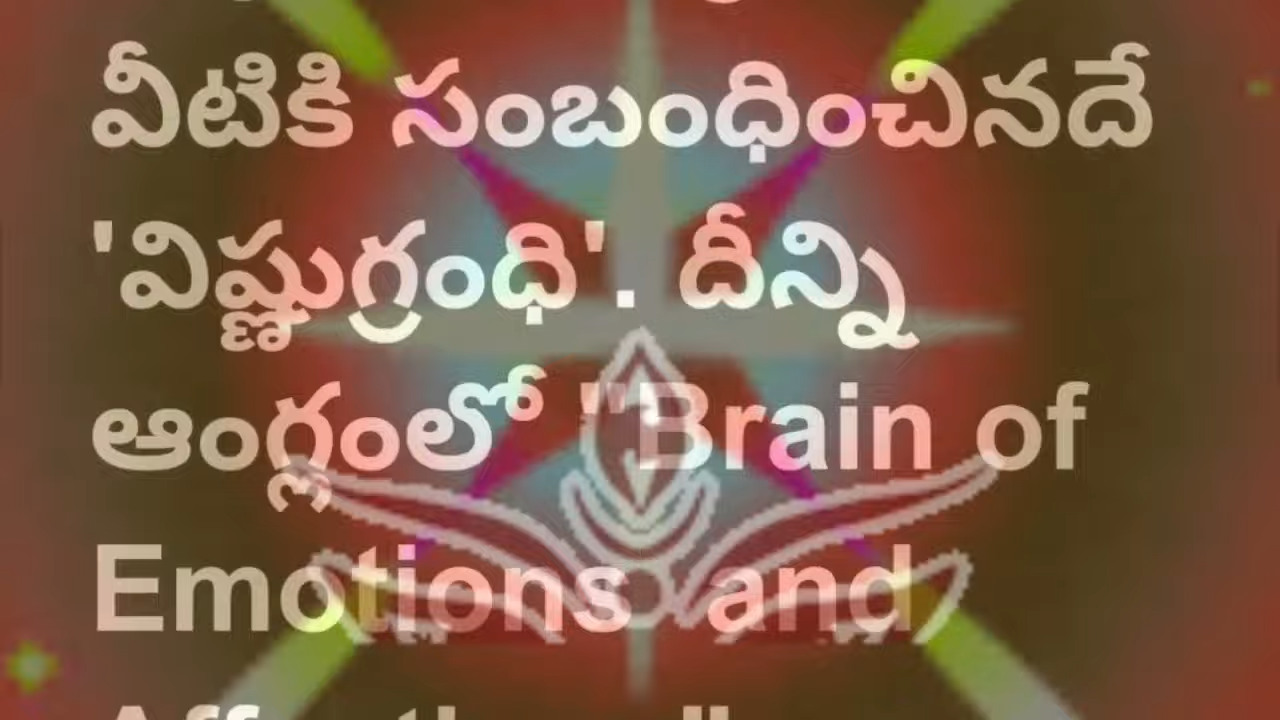 వీటికి సంబంధించినదే
'విష్ణుగ్రంధి'. దీన్ని
ఆంగ్లంలో "Brain of
Emotions and